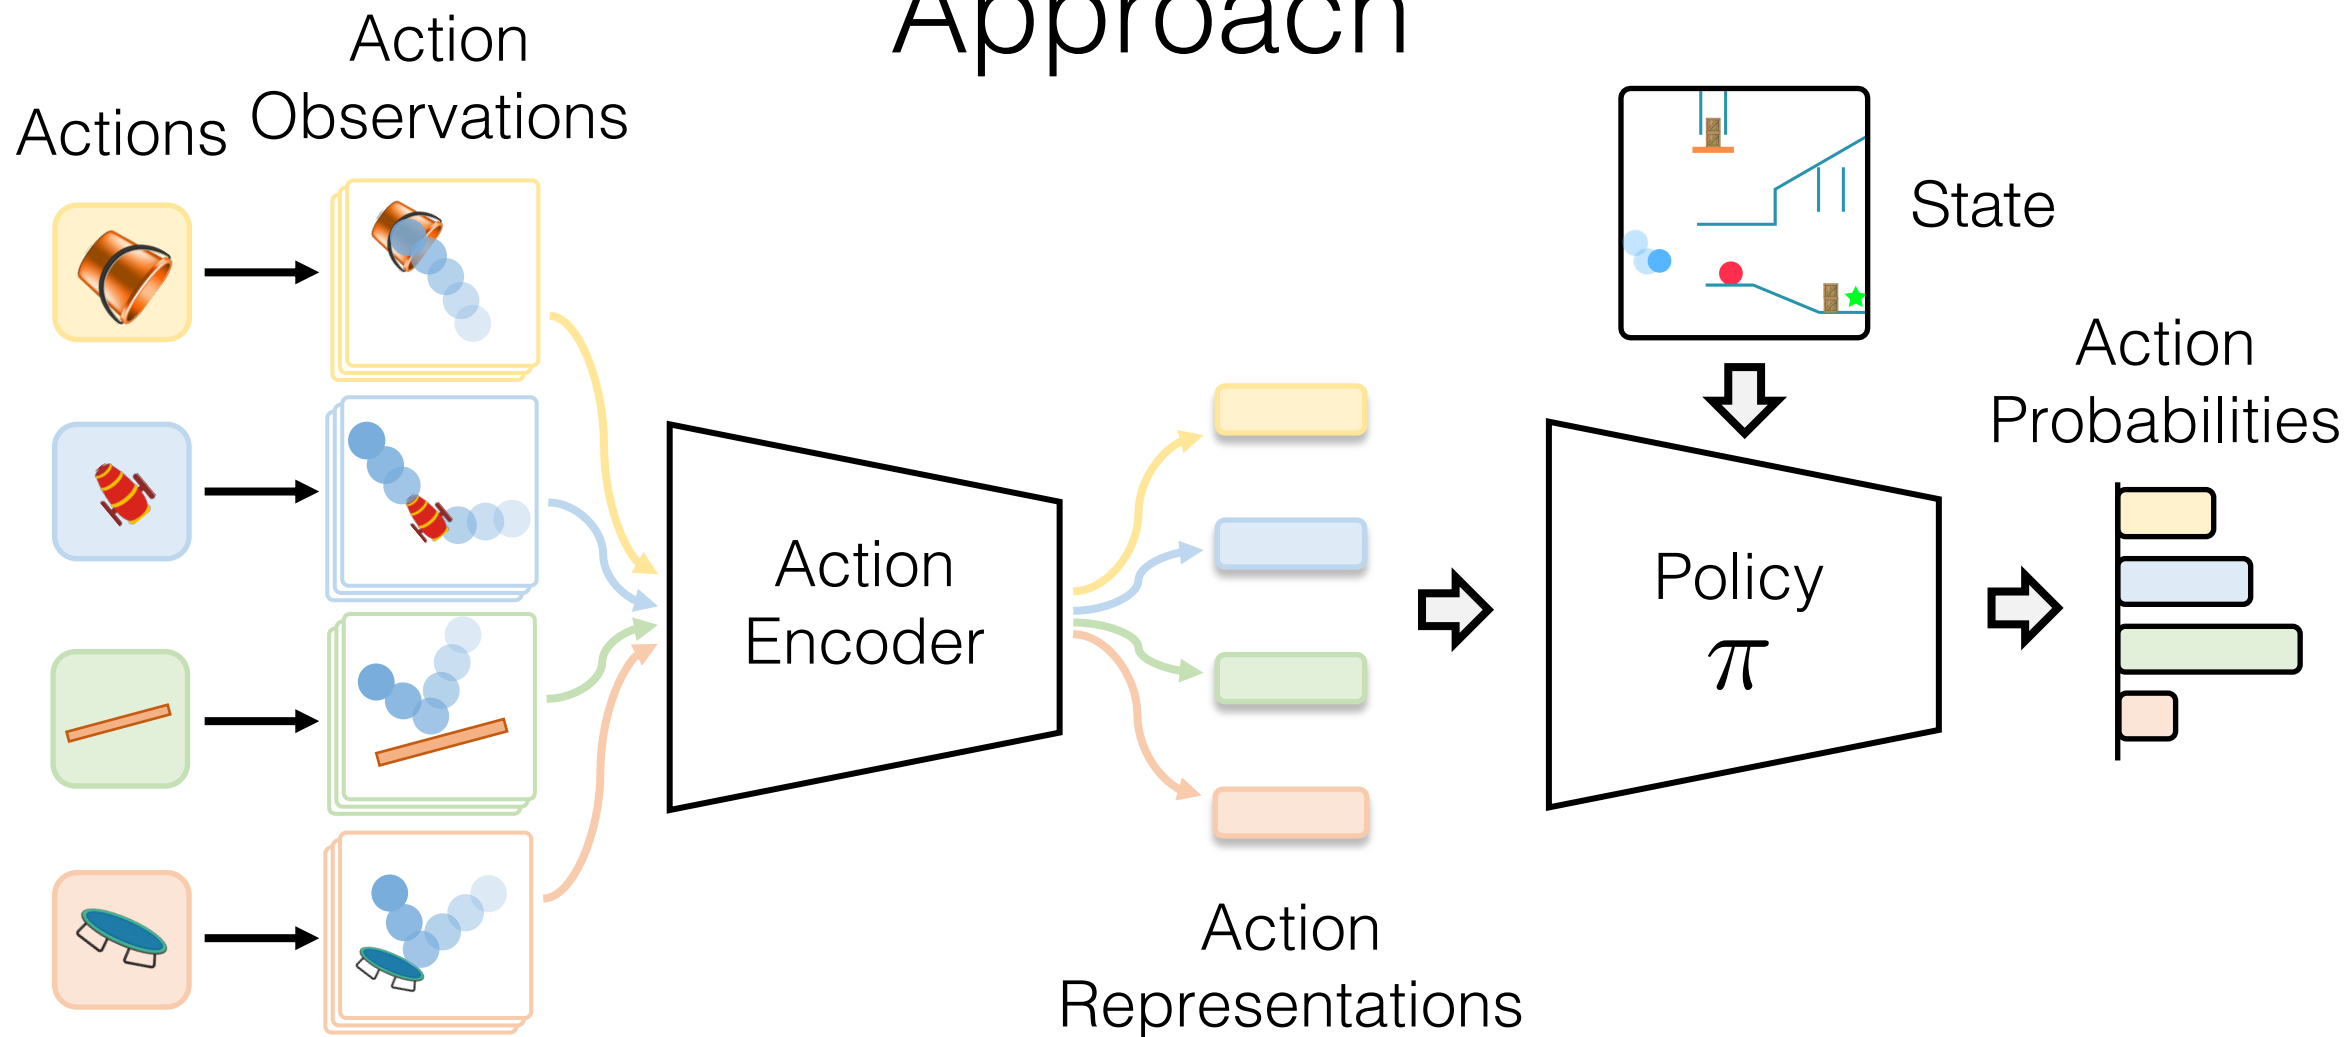 Approach
Actions
Action
Observations
Action
Encoder
Action
Representations
State
Policy
π
Action
Probabilities